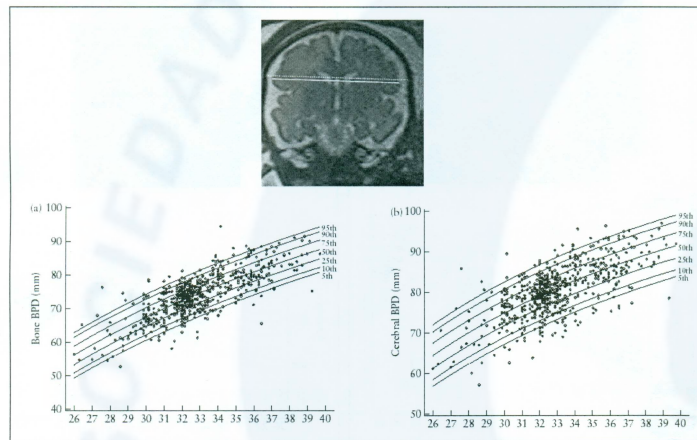 SOCIEDAD
(a)
100
90
80
70
60
50
40
Bone BPD (mm)
95th
90th
75th
50th
25th
10th
5th
26 27 28 29 30 31 32 33 34 35 36 37 38 39 40
(b)
100
90
80
70
60
50
Cerebral BPD (mm)
95th
90th
75th
50th
25th
10th
5th
26 27 28 29 30 31 32 33 34 35 36 37 38 39 40